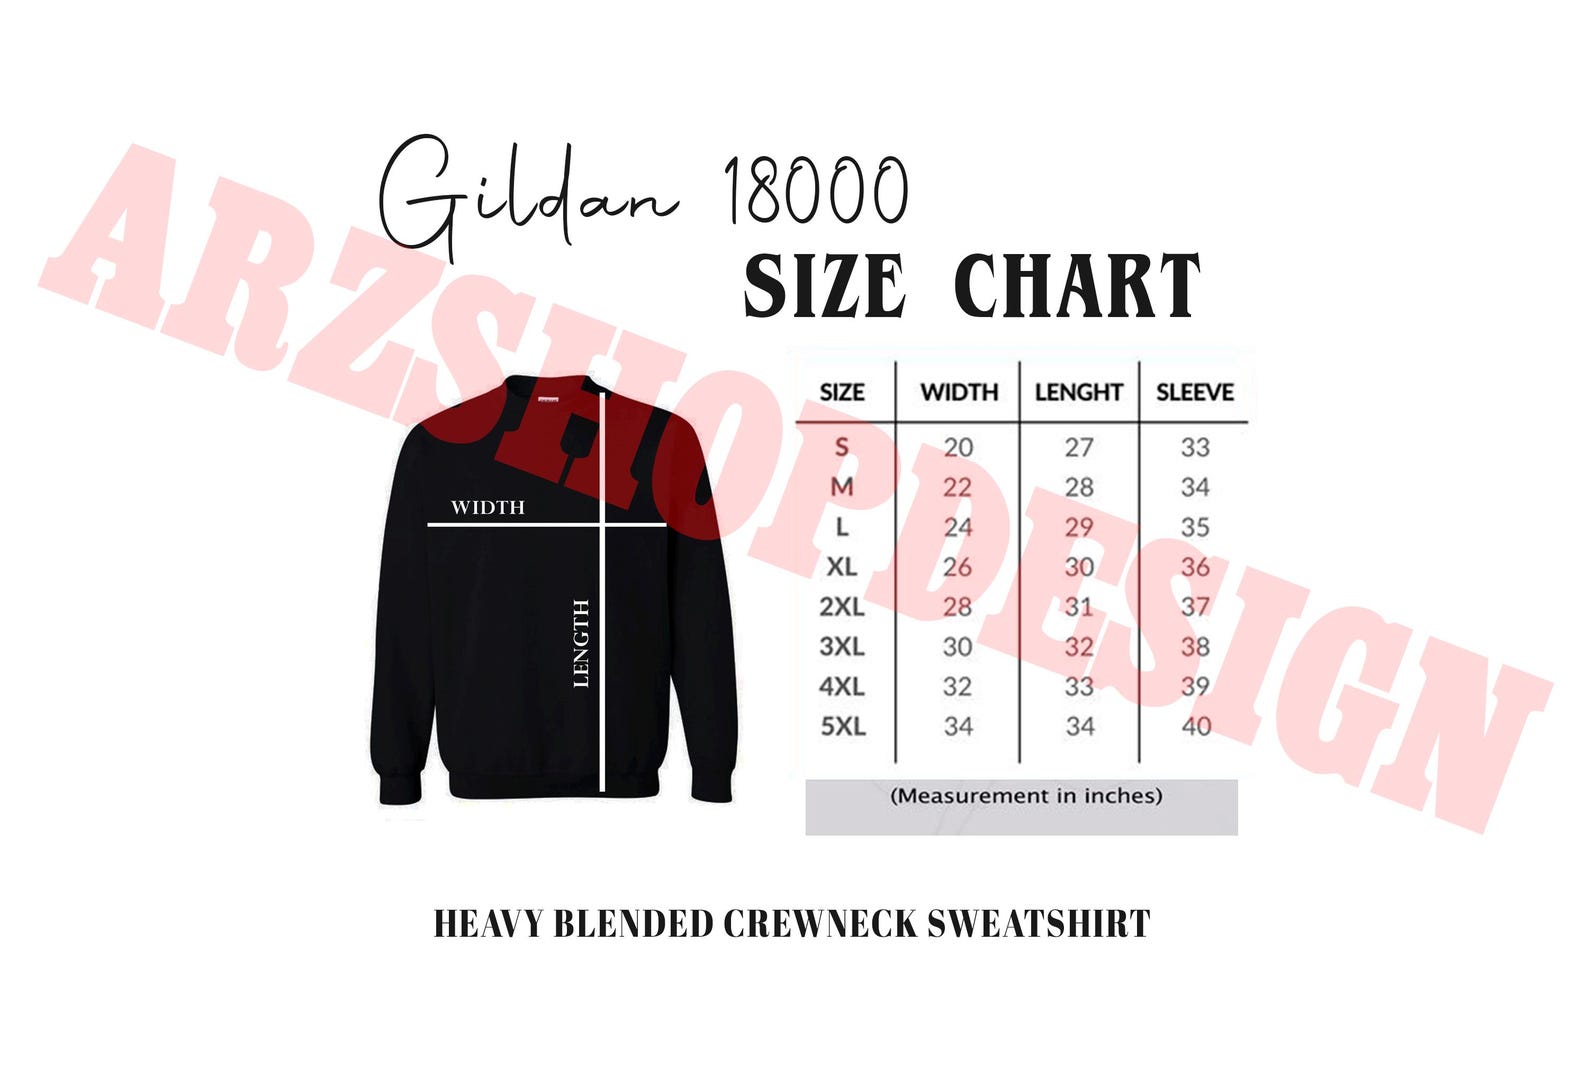 Gildan 18000
SIZE CHART
ARZSHOPDESIGN
WIDTH
LENGTH
SIZE WIDTH LENGHT SLEEVE
S 20 27 33
M 22 28 34
L 24 29 35
XL 26 30 36
2XL 28 31 37
3XL 30 32 38
4XL 32 33 39
5XL 34 34 40
(Measurement in inches)
HEAVY BLENDED CREWNECK SWEATSHIRT